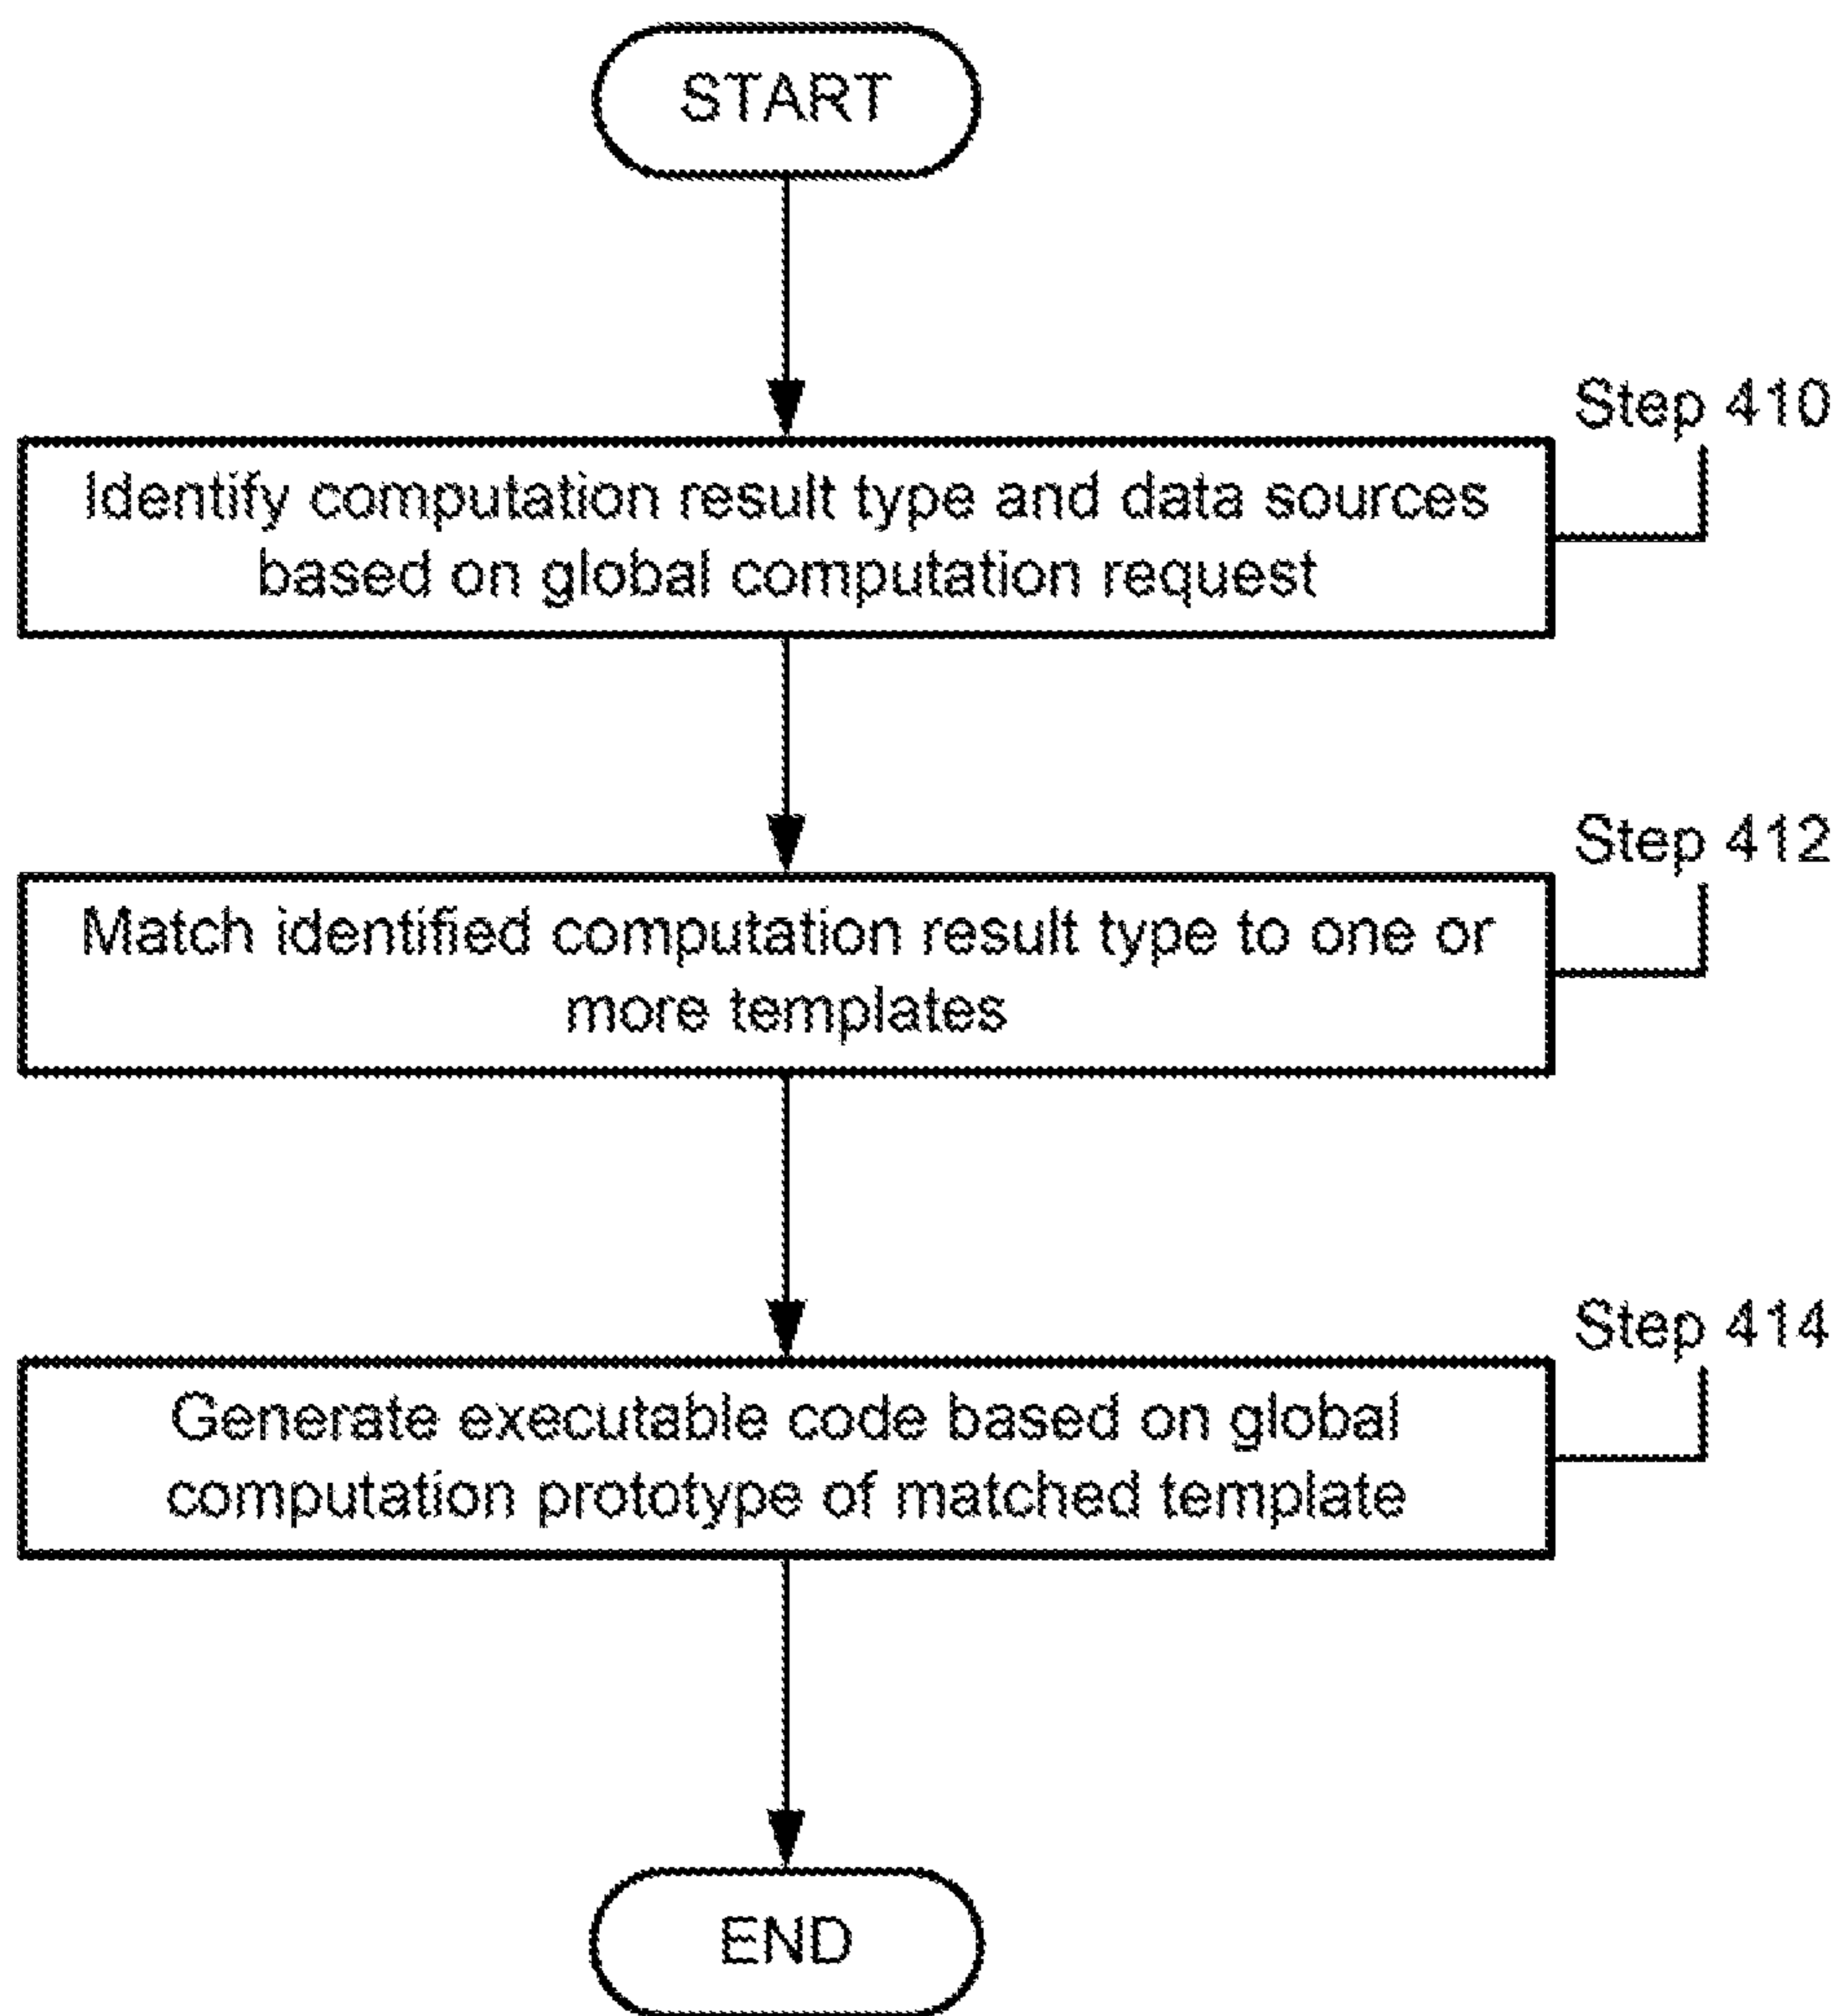 START
Step 410
Identify computation result type and data sources
based on global computation request
Step 412
Match identified computation result type to one or
more templates
Step 414
Generate executable code based on global
computation prototype of matched template
END